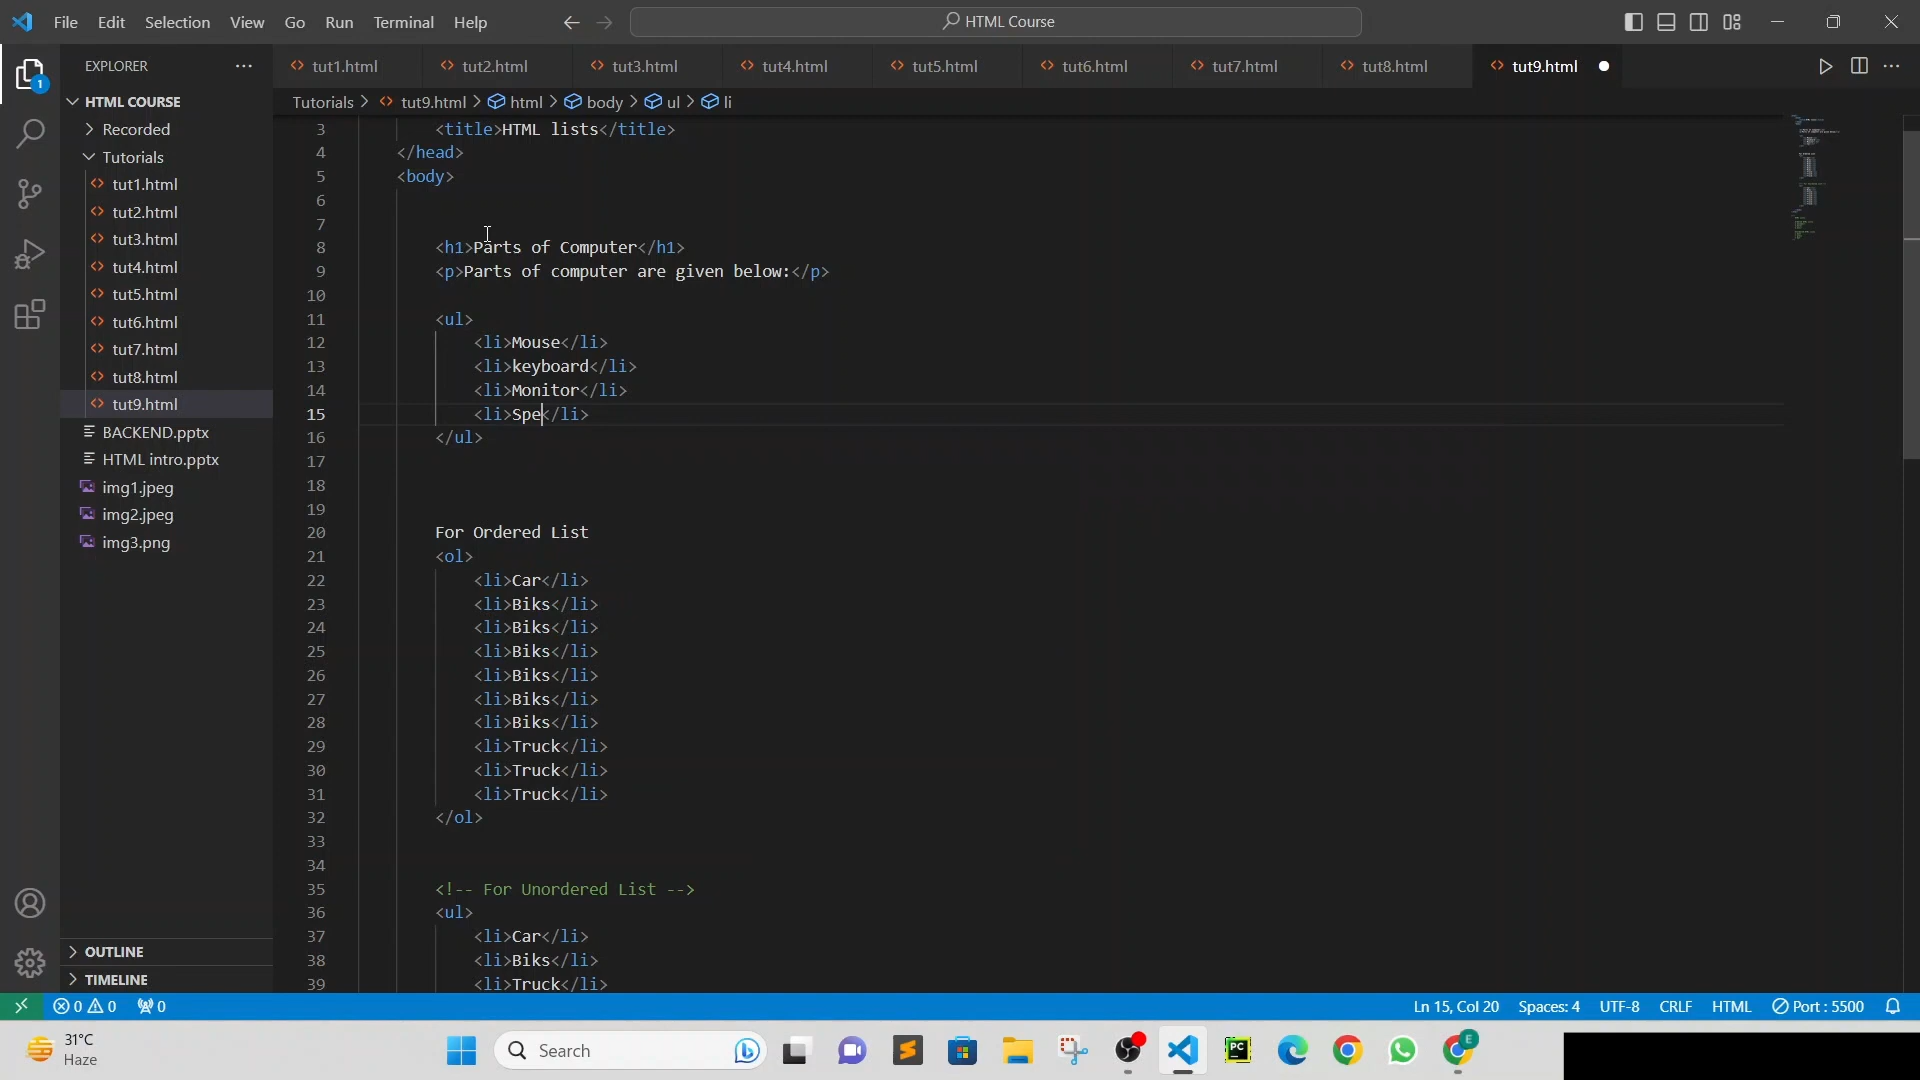 File Edit Selection View Go Run Terminal Help HTML Course
EXPLORER
tut1.html tut2.html tut3.html tut4.html tut5.html tut6.html tut7.html tut8.html tut9.html
HTML COURSE
Tutorials > tut9.html > html > body > ul > li
Recorded
Tutorials
tut1.html
tut2.html
tut3.html
tut4.html
tut5.html
tut6.html
tut7.html
tut8.html
tut9.html
BACKEND.pptx
HTML intro.pptx
img1.jpeg
img2.jpeg
img3.png
OUTLINE
TIMELINE
3 <title>HTML lists</title>
4 </head>
5 <body>
6
7
8 <h1>Parts of Computer</h1>
9 <p>Parts of computer are given below:</p>
10
11 <ul>
12 <li>Mouse</li>
13 <li>keyboard</li>
14 <li>Monitor</li>
15 <li>Spe</li>
16 </ul>
17
18
19
20 For Ordered List
21 <ol>
22 <li>Car</li>
23 <li>Biks</li>
24 <li>Biks</li>
25 <li>Biks</li>
26 <li>Biks</li>
27 <li>Biks</li>
28 <li>Biks</li>
29 <li>Truck</li>
30 <li>Truck</li>
31 <li>Truck</li>
32 </ol>
33
34
35 <!-- For Unordered List -->
36 <ul>
37 <li>Car</li>
38 <li>Biks</li>
39 <li>Truck</li>
0 0 0 Ln 15, Col 20 Spaces: 4 UTF-8 CRLF HTML Port : 5500
31°C
Haze
Search